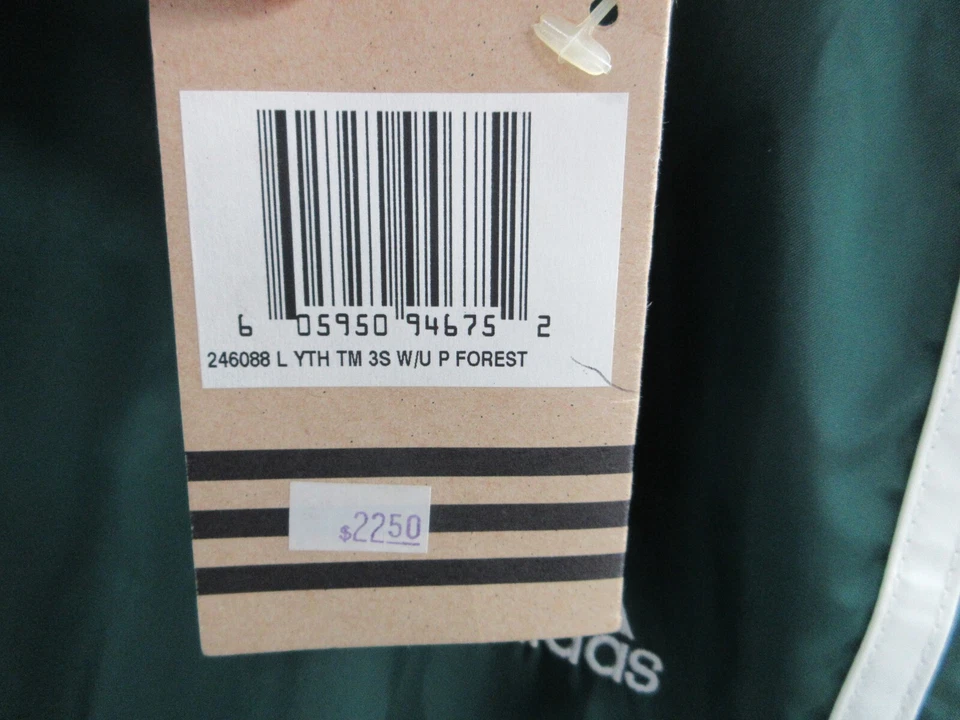 6 05950 94675 2
246088 L YTH TM 3S W/U P FOREST
$2250
adidas